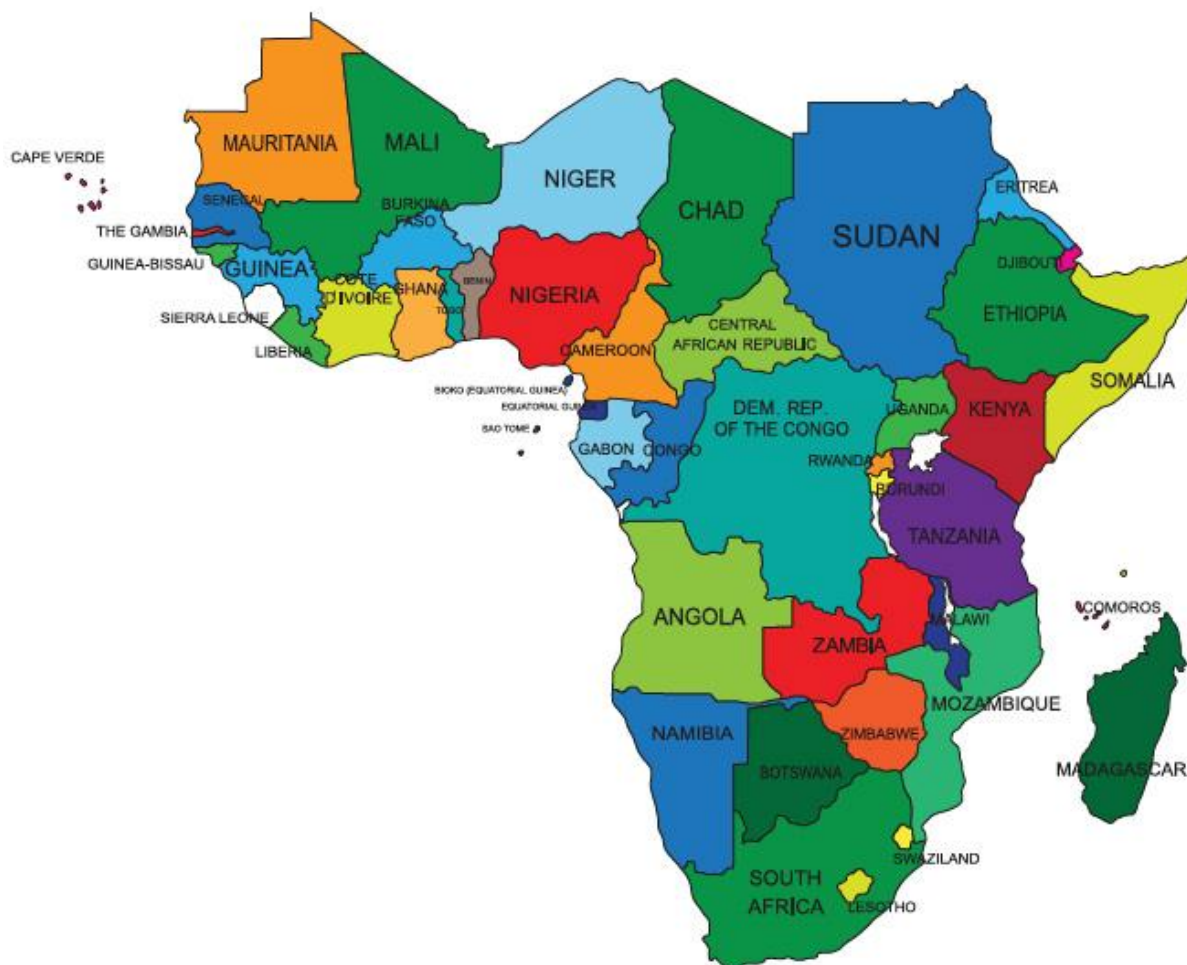 MAURITANIA
MALI
NIGER
CHAD
SUDAN
ERITREA
CAPE VERDE
SENEGAL
BURKINA
FASO
THE GAMBIA
GUINEA-BISSAU
GUINEA
COTE
D'IVOIRE
GHANA
TOGO
BENIN
NIGERIA
DJIBOUTI
ETHIOPIA
SIERRA LEONE
LIBERIA
CAMEROON
CENTRAL
AFRICAN REPUBLIC
SOMALIA
BIOKO (EQUATORIAL GUINEA)
EQUATORIAL GUINEA
SAO TOME
GABON
CONGO
DEM. REP.
OF THE CONGO
UGANDA
KENYA
RWANDA
BURUNDI
TANZANIA
ANGOLA
ZAMBIA
MALAWI
COMOROS
MOZAMBIQUE
NAMIBIA
ZIMBABWE
BOTSWANA
MADAGASCAR
SWAZILAND
SOUTH
AFRICA
LESOTHO